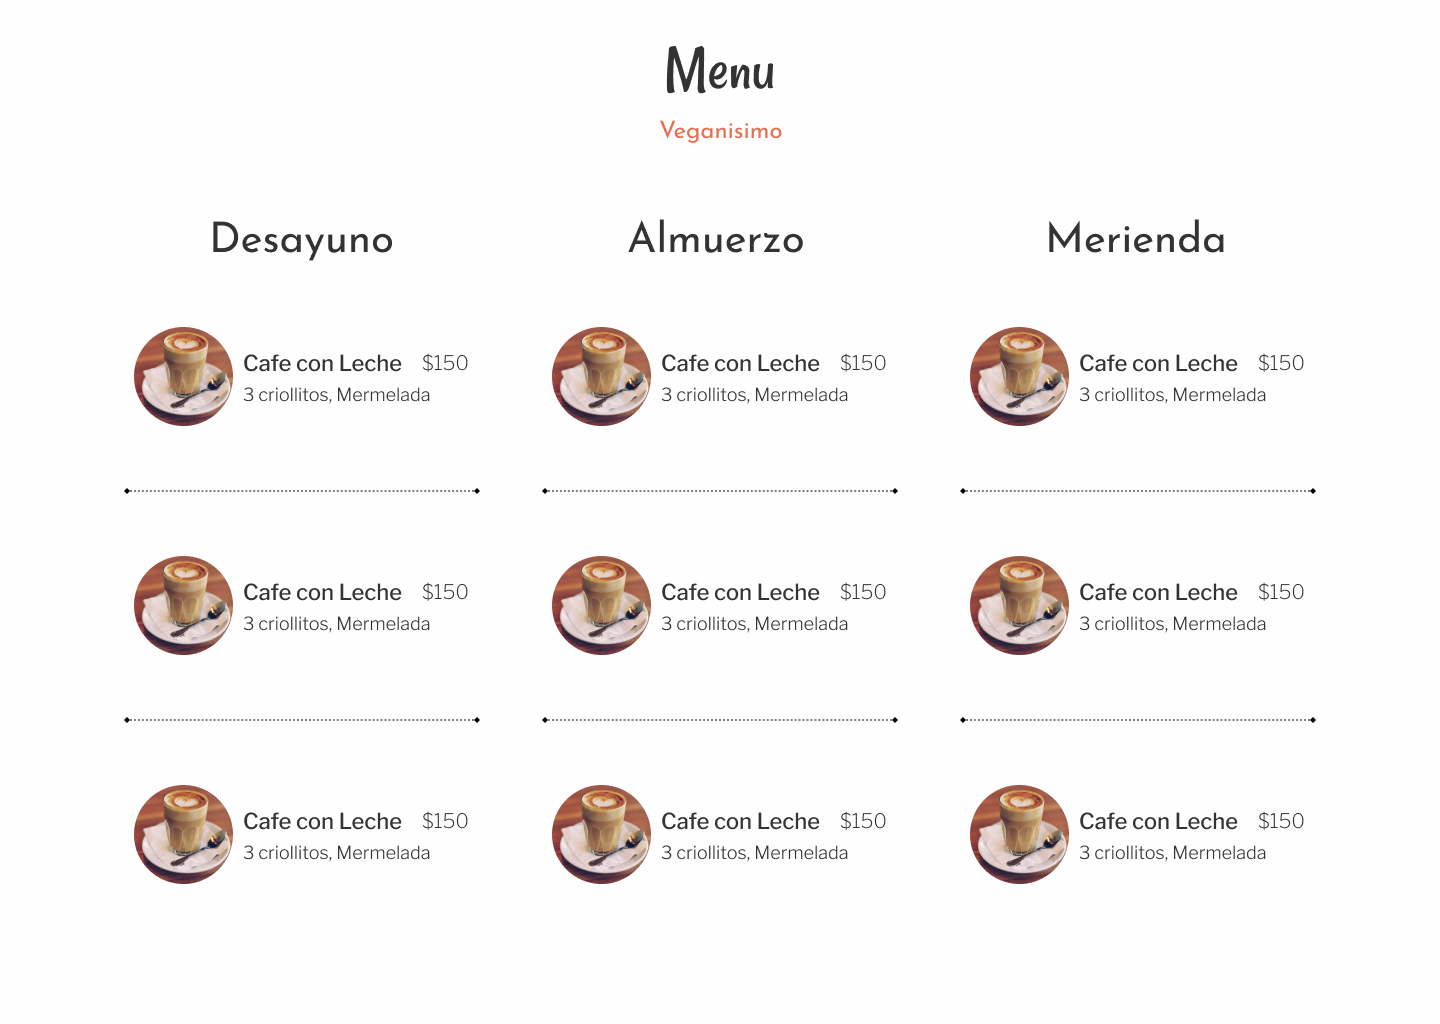 Menu
Veganisimo
Desayuno
Cafe con Leche $150
3 criollitos, Mermelada
Cafe con Leche $150
3 criollitos, Mermelada
Cafe con Leche $150
3 criollitos, Mermelada
Almuerzo
Cafe con Leche $150
3 criollitos, Mermelada
Cafe con Leche $150
3 criollitos, Mermelada
Cafe con Leche $150
3 criollitos, Mermelada
Merienda
Cafe con Leche $150
3 criollitos, Mermelada
Cafe con Leche $150
3 criollitos, Mermelada
Cafe con Leche $150
3 criollitos, Mermelada